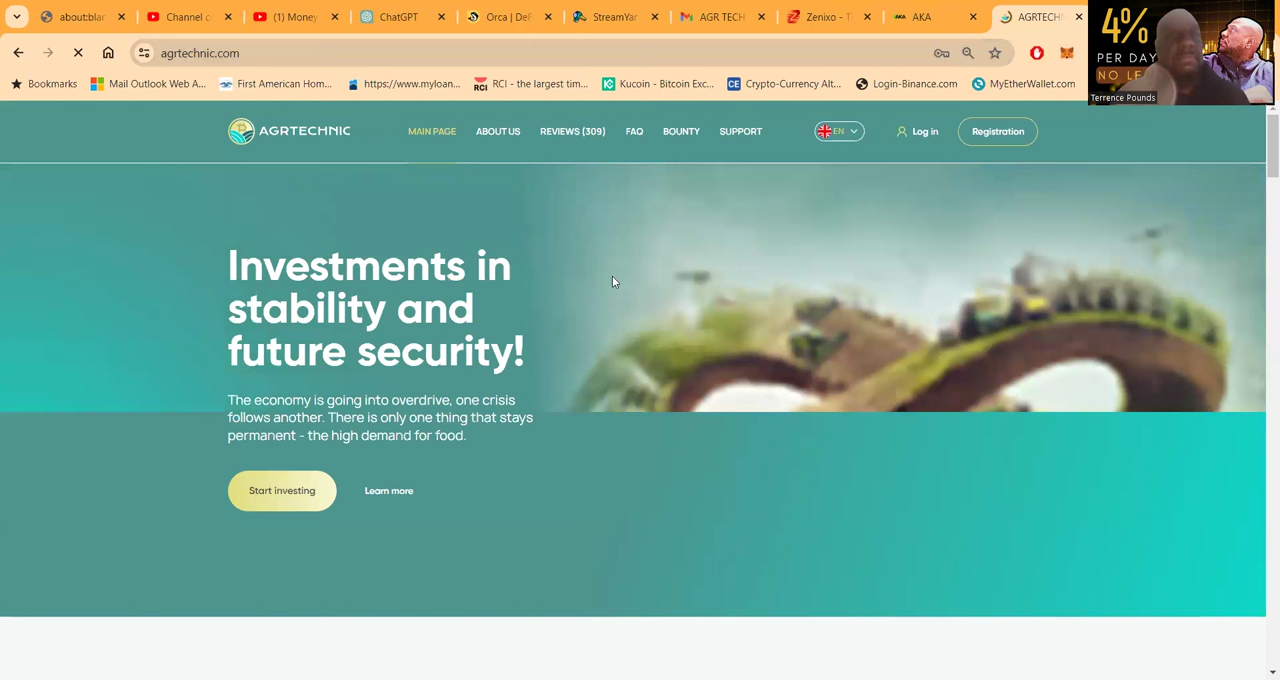 about:blan
Channel c
(1) Money
ChatGPT
Orca | DeF
StreamYar
AGR TECH
Zenixo - T
AKA
AGRTECHN
agrtechnic.com
Bookmarks
Mail Outlook Web A...
First American Hom...
https://www.myloan...
RCI - the largest tim...
Kucoin - Bitcoin Exc...
Crypto-Currency Alt...
Login-Binance.com
MyEtherWallet.com
4%
PER DAY
NO LE
Terrence Pounds
AGRTECHNIC
MAIN PAGE
ABOUT US
REVIEWS (309)
FAQ
BOUNTY
SUPPORT
EN
Log in
Registration
Investments in
stability and
future security!
The economy is going into overdrive, one crisis
follows another. There is only one thing that stays
permanent - the high demand for food.
Start investing
Learn more